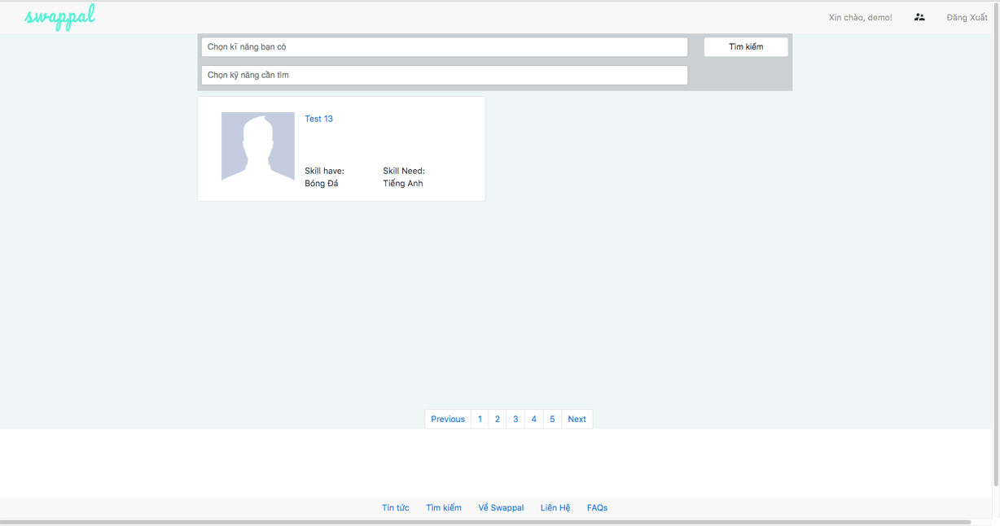 swappal
Xin chào, demo!
Đăng Xuất
Chọn kĩ năng bạn có
Tìm kiếm
Chọn kỹ năng cần tìm
Test 13
Skill have:
Bóng Đá
Skill Need:
Tiếng Anh
Previous 1 2 3 4 5 Next
Tin tức Tìm kiếm Về Swappal Liên Hệ FAQs